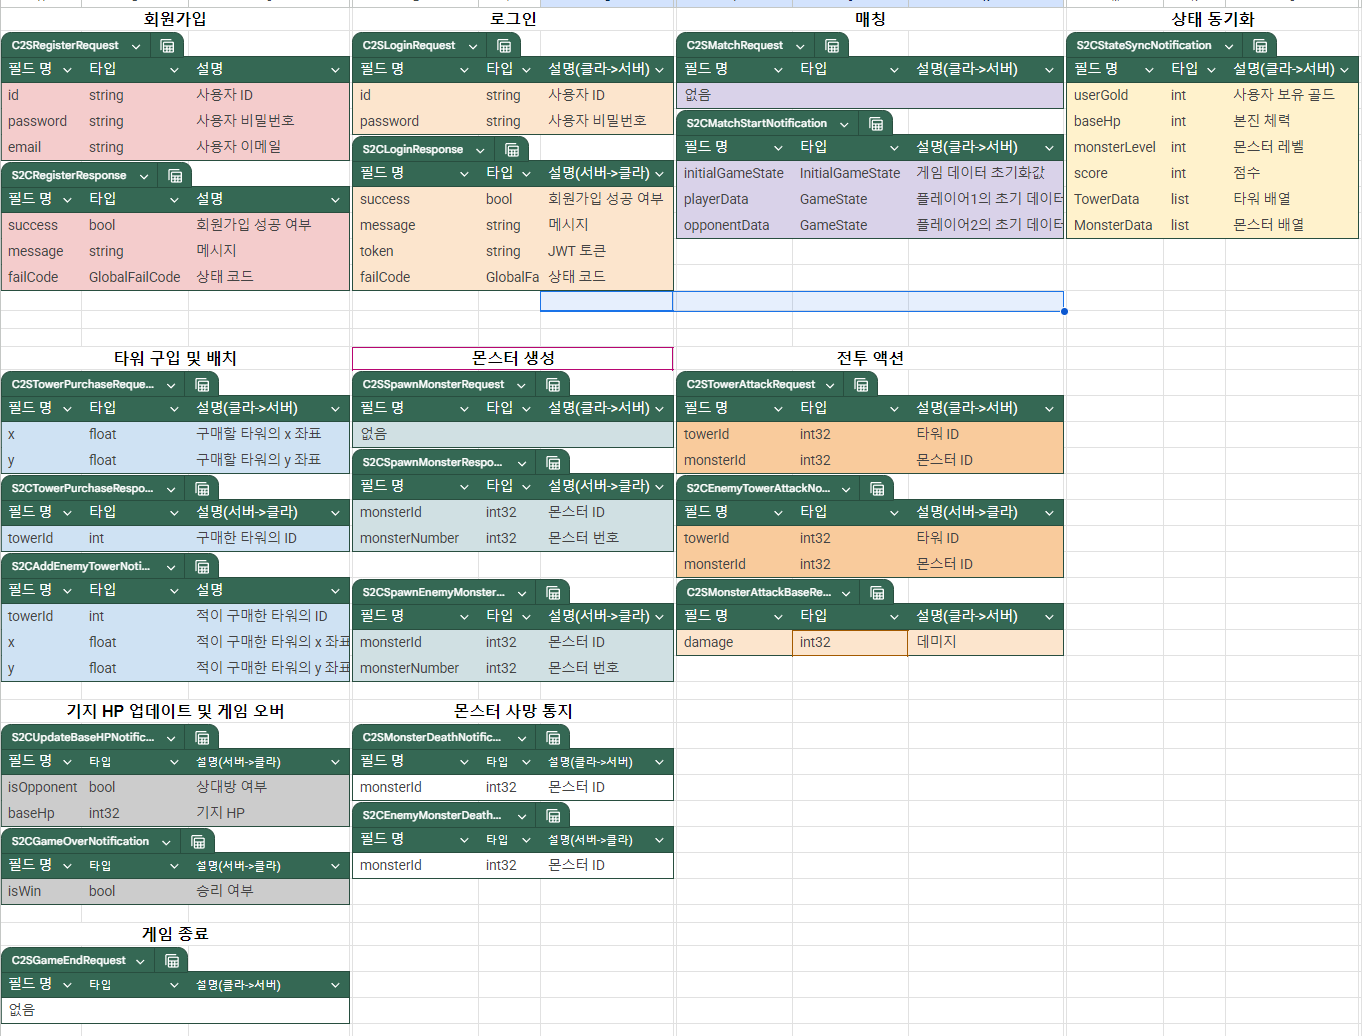 회원가입
C2SRegisterRequest
필드 명 타입 설명
id string 사용자 ID
password string 사용자 비밀번호
email string 사용자 이메일
S2CRegisterResponse
필드 명 타입 설명
success bool 회원가입 성공 여부
message string 메시지
failCode GlobalFailCode 상태 코드
로그인
C2SLoginRequest
필드 명 타입 설명(클라->서버)
id string 사용자 ID
password string 사용자 비밀번호
S2CLoginResponse
필드 명 타입 설명(서버->클라)
success bool 회원가입 성공 여부
message string 메시지
token string JWT 토큰
failCode GlobalFa 상태 코드
매칭
C2SMatchRequest
필드 명 타입 설명(클라->서버)
없음
S2CMatchStartNotification
필드 명 타입 설명(클라->서버)
initialGameState InitialGameState 게임 데이터 초기화값
playerData GameState 플레이어1의 초기 데이터
opponentData GameState 플레이어2의 초기 데이터
상태 동기화
S2CStateSyncNotification
필드 명 타입 설명(클라->서버)
userGold int 사용자 보유 골드
baseHp int 본진 체력
monsterLevel int 몬스터 레벨
score int 점수
TowerData list 타워 배열
MonsterData list 몬스터 배열
타워 구입 및 배치
C2STowerPurchaseReque...
필드 명 타입 설명(클라->서버)
x float 구매할 타워의 x 좌표
y float 구매할 타워의 y 좌표
S2CTowerPurchaseRespo...
필드 명 타입 설명(서버->클라)
towerId int 구매한 타워의 ID
S2CAddEnemyTowerNoti...
필드 명 타입 설명
towerId int 적이 구매한 타워의 ID
x float 적이 구매한 타워의 x 좌표
y float 적이 구매한 타워의 y 좌표
몬스터 생성
C2SSpawnMonsterRequest
필드 명 타입 설명(클라->서버)
없음
S2CSpawnMonsterRespo...
필드 명 타입 설명(서버->클라)
monsterId int32 몬스터 ID
monsterNumber int32 몬스터 번호
S2CSpawnEnemyMonster...
필드 명 타입 설명(서버->클라)
monsterId int32 몬스터 ID
monsterNumber int32 몬스터 번호
전투 액션
C2STowerAttackRequest
필드 명 타입 설명(클라->서버)
towerId int32 타워 ID
monsterId int32 몬스터 ID
S2CEnemyTowerAttackNo...
필드 명 타입 설명(서버->클라)
towerId int32 타워 ID
monsterId int32 몬스터 ID
C2SMonsterAttackBaseRe...
필드 명 타입 설명(클라->서버)
damage int32 데미지
기지 HP 업데이트 및 게임 오버
S2CUpdateBaseHPNotific...
필드 명 타입 설명(서버->클라)
isOpponent bool 상대방 여부
baseHp int32 기지 HP
S2CGameOverNotification
필드 명 타입 설명(서버->클라)
isWin bool 승리 여부
몬스터 사망 통지
C2SMonsterDeathNotific...
필드 명 타입 설명(클라->서버)
monsterId int32 몬스터 ID
S2CEnemyMonsterDeath...
필드 명 타입 설명(서버->클라)
monsterId int32 몬스터 ID
게임 종료
C2SGameEndRequest
필드 명 타입 설명(클라->서버)
없음